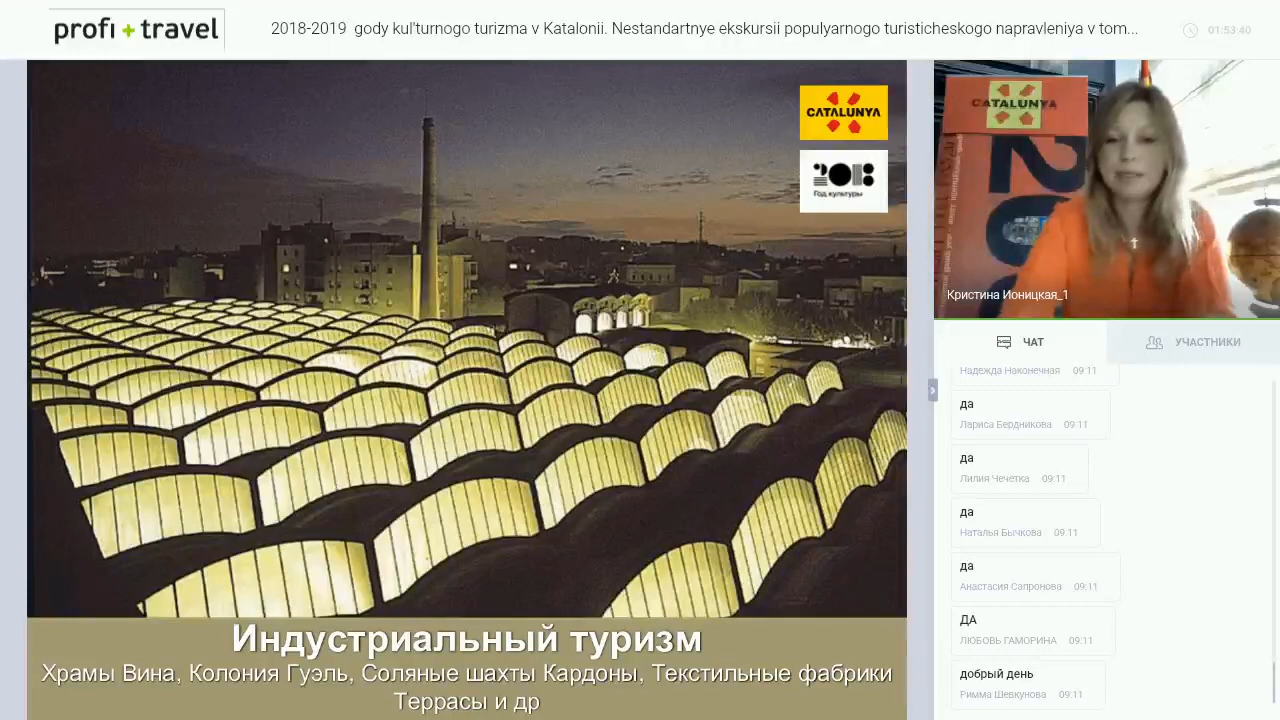 profi + travel
2018-2019 gody kul'turnogo turizma v Katalonii. Nestandartnye ekskursii populyarnogo turisticheskogo napravleniya v tom...
01:53:40
CATALUNYA
2018
Год культуры
CATALUNYA
Кристина Ионицкая_1
ЧАТ
УЧАСТНИКИ
Надежда Наконечная 09:11
да
Лариса Бердникова 09:11
да
Лилия Чечетка 09:11
да
Наталья Бычкова 09:11
да
Анастасия Сапронова 09:11
ДА
ЛЮБОВЬ ГАМОРИНА 09:11
добрый день
Римма Шевкунова 09:11
Индустриальный туризм
Храмы Вина, Колония Гуэль, Соляные шахты Кардоны, Текстильные фабрики
Террасы и др